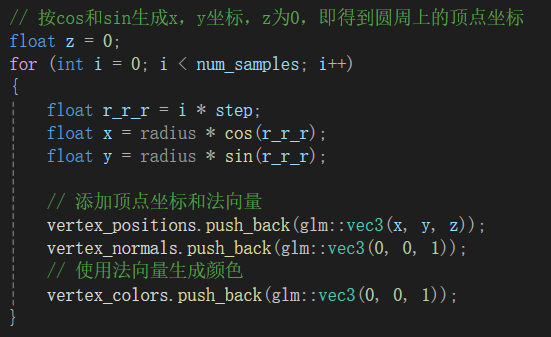 // 按cos和sin生成x，y坐标，z为0，即得到圆周上的顶点坐标
float z = 0;
for (int i = 0; i < num_samples; i++)
{
    float r_r_r = i * step;
    float x = radius * cos(r_r_r);
    float y = radius * sin(r_r_r);

    // 添加顶点坐标和法向量
    vertex_positions.push_back(glm::vec3(x, y, z));
    vertex_normals.push_back(glm::vec3(0, 0, 1));
    // 使用法向量生成颜色
    vertex_colors.push_back(glm::vec3(0, 0, 1));
}